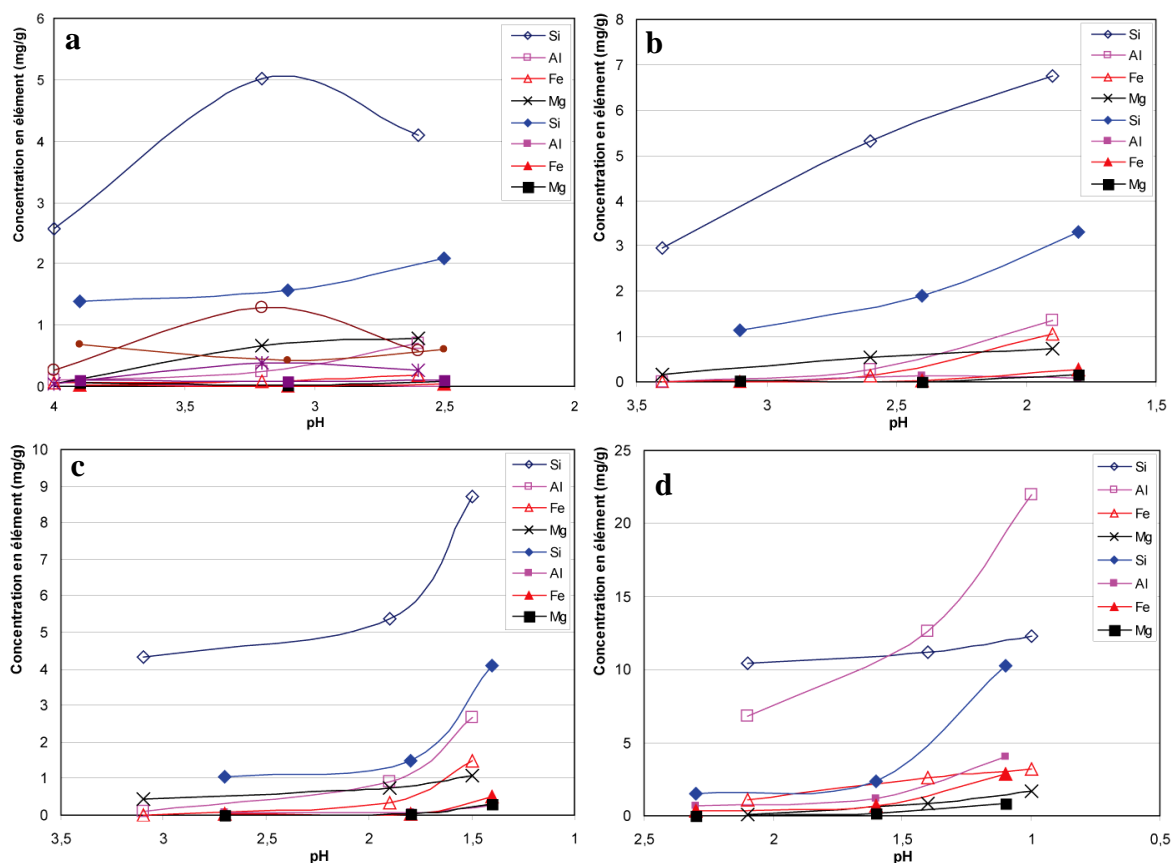 a
Concentration en élément (mg/g)
6
5
4
3
2
1
0
4
3,5
3
2,5
2
pH
Si
Al
Fe
Mg
Si
Al
Fe
Mg
b
Concentration en élément (mg/g)
8
7
6
5
4
3
2
1
0
3,5
3
2,5
2
1,5
pH
Si
Al
Fe
Mg
Si
Al
Fe
Mg
c
Concentration en élément (mg/g)
10
9
8
7
6
5
4
3
2
1
0
3,5
3
2,5
2
1,5
1
pH
Si
Al
Fe
Mg
Si
Al
Fe
Mg
d
Concentration en élément (mg/g)
25
20
15
10
5
0
2,5
2
1,5
1
0,5
pH
Si
Al
Fe
Mg
Si
Al
Fe
Mg